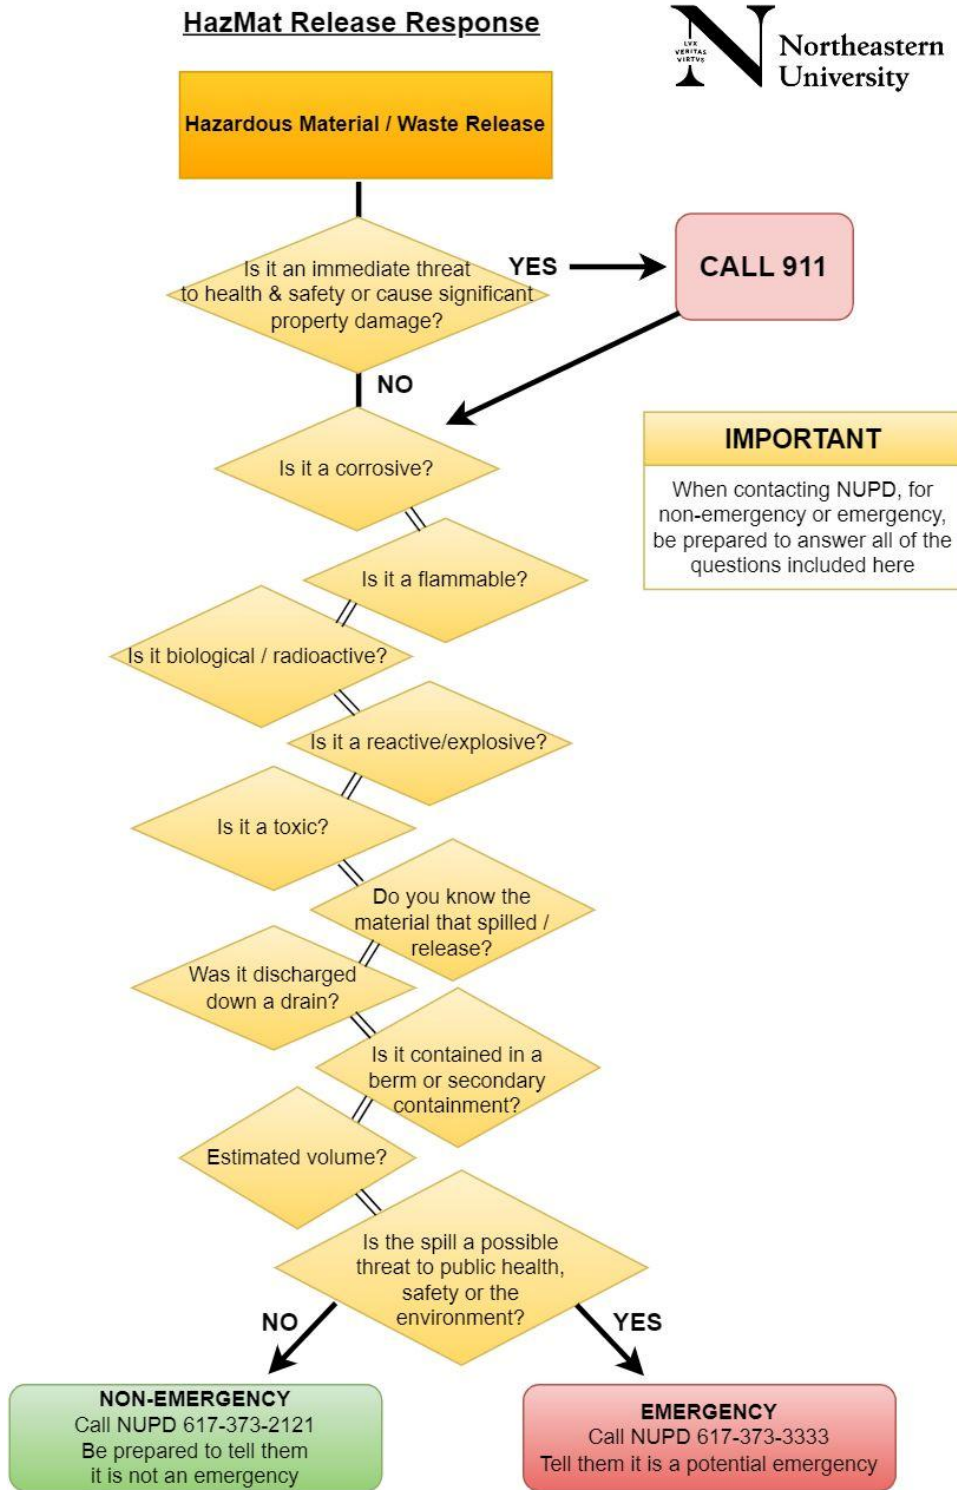 HazMat Release Response
LVX
VERITAS
VIRTVS
N Northeastern
University
Hazardous Material / Waste Release
Is it an immediate threat
to health & safety or cause significant
property damage?
YES
CALL 911
NO
Is it a corrosive?
IMPORTANT
When contacting NUPD, for
non-emergency or emergency,
be prepared to answer all of the
questions included here
Is it a flammable?
Is it biological / radioactive?
Is it a reactive/explosive?
Is it a toxic?
Do you know the
material that spilled /
release?
Was it discharged
down a drain?
Is it contained in a
berm or secondary
containment?
Estimated volume?
Is the spill a possible
threat to public health,
safety or the
environment?
NO
YES
NON-EMERGENCY
Call NUPD 617-373-2121
Be prepared to tell them
it is not an emergency
EMERGENCY
Call NUPD 617-373-3333
Tell them it is a potential emergency